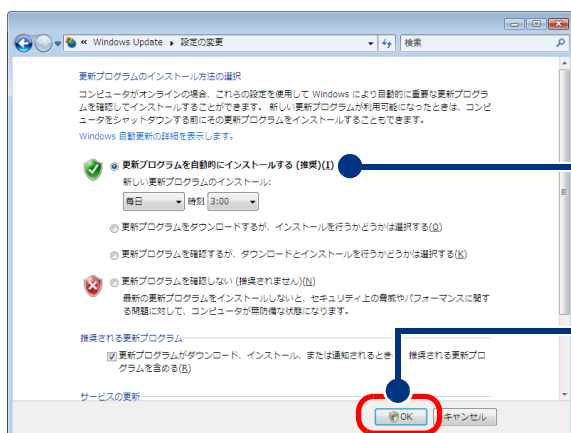 « Windows Update ▸ 設定の変更
検索
更新プログラムのインストール方法の選択
コンピュータがオンラインの場合、これらの設定を使用して Windows により自動的に重要な更新プログラ
ムを確認してインストールすることができます。 新しい更新プログラムが利用可能になったときは、コンピ
ュータをシャットダウンする前にその更新プログラムをインストールすることもできます。
Windows 自動更新の詳細を表示します。
更新プログラムを自動的にインストールする (推奨)(I)
新しい更新プログラムのインストール:
毎日 時刻 3:00
更新プログラムをダウンロードするが、インストールを行うかどうかは選択する(O)
更新プログラムを確認するが、ダウンロードとインストールを行うかどうかは選択する(K)
更新プログラムを確認しない (推奨されません)(N)
最新の更新プログラムをインストールしないと、セキュリティ上の脅威やパフォーマンスに関す
る問題に対して、コンピュータが無防備な状態になります。
推奨される更新プログラム
更新プログラムがダウンロード、インストール、または通知されるとき 推奨される更新プロ
グラムを含める(R)
サービスの更新
OK キャンセル